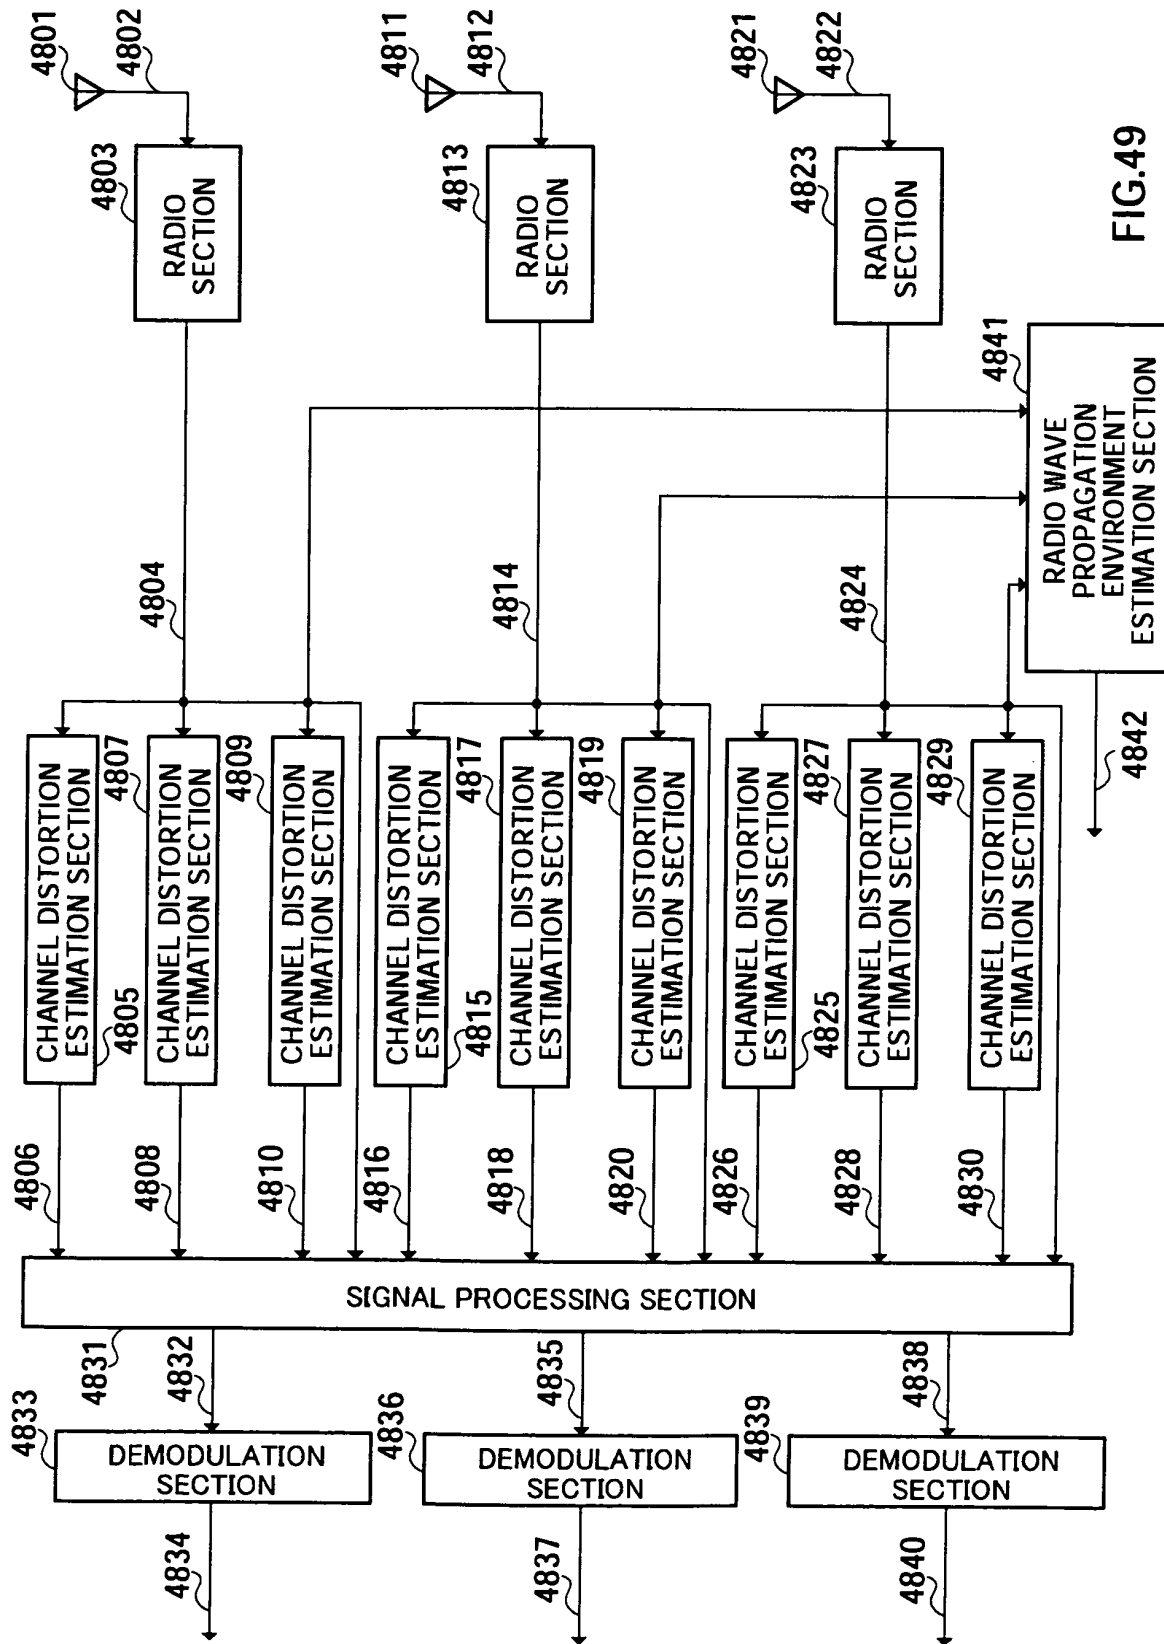 4801
4802
4803
RADIO
SECTION
4804
CHANNEL DISTORTION
ESTIMATION SECTION
4805
4806
4807
CHANNEL DISTORTION
ESTIMATION SECTION
4808
4809
CHANNEL DISTORTION
ESTIMATION SECTION
4810
4811
4812
4813
RADIO
SECTION
4814
CHANNEL DISTORTION
ESTIMATION SECTION
4815
4816
4817
CHANNEL DISTORTION
ESTIMATION SECTION
4818
4819
CHANNEL DISTORTION
ESTIMATION SECTION
4820
4821
4822
4823
RADIO
SECTION
4824
CHANNEL DISTORTION
ESTIMATION SECTION
4825
4826
4827
CHANNEL DISTORTION
ESTIMATION SECTION
4828
4829
CHANNEL DISTORTION
ESTIMATION SECTION
4830
SIGNAL PROCESSING SECTION
4831
4832
4833
DEMODULATION
SECTION
4834
4835
4836
DEMODULATION
SECTION
4837
4838
4839
DEMODULATION
SECTION
4840
4841
RADIO WAVE
PROPAGATION
ENVIRONMENT
ESTIMATION SECTION
4842
FIG.49